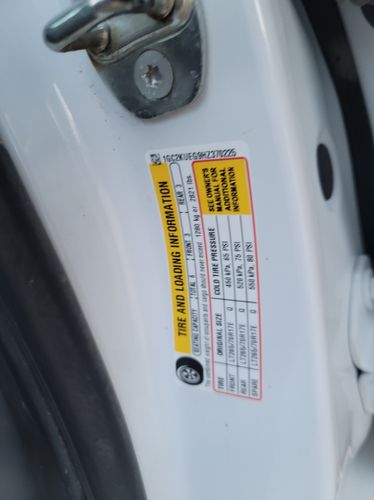 1GC2KUEG9HZ370225
TIRE AND LOADING INFORMATION
SEATING CAPACITY TOTAL 6 FRONT 3 REAR 3
The combined weight of occupants and cargo should never exceed 1280 kg or 2821 lbs.
TIRE ORIGINAL SIZE COLD TIRE PRESSURE
FRONT LT265/70R17E Q 450 kPa, 65 PSI
REAR LT265/70R17E Q 520 kPa, 75 PSI
SPARE LT265/70R17E Q 550 kPa, 80 PSI
SEE OWNER'S
MANUAL FOR
ADDITIONAL
INFORMATION